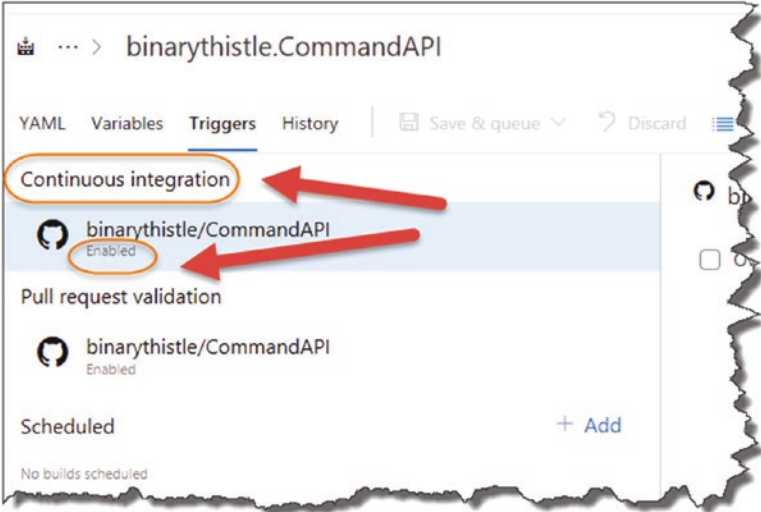 ... > binarythistle.CommandAPI
YAML Variables Triggers History Save & queue Discard
Continuous integration
binarythistle/CommandAPI
Enabled
Pull request validation
binarythistle/CommandAPI
Enabled
Scheduled + Add
No builds scheduled